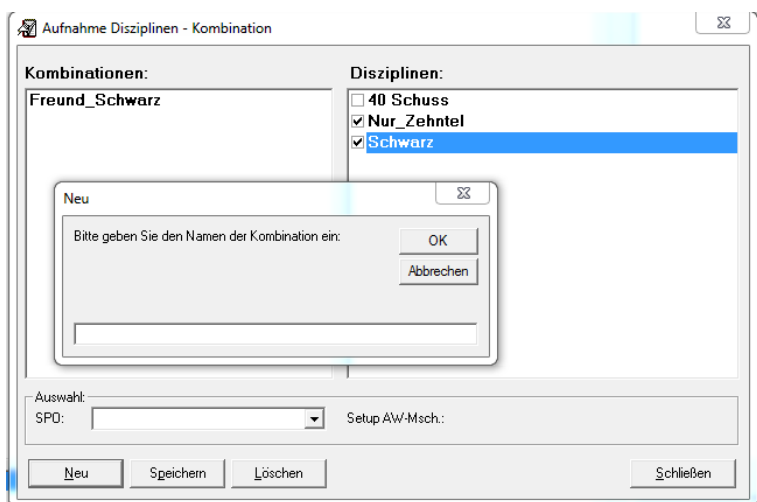 Aufnahme Disziplinen - Kombination
Kombinationen:
Disziplinen:
Freund_Schwarz
40 Schuss
Nur_Zehntel
Schwarz
Neu
Bitte geben Sie den Namen der Kombination ein:
OK
Abbrechen
Auswahl:
SPO:
Setup AW-Msch.:
Neu
Speichern
Löschen
Schließen